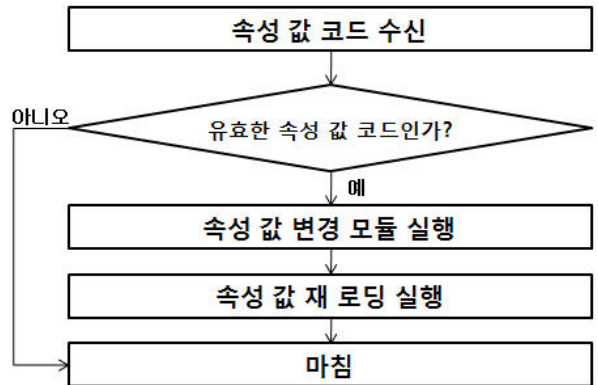 속성 값 코드 수신
아니오
유효한 속성 값 코드인가?
예
속성 값 변경 모듈 실행
속성 값 재 로딩 실행
마침